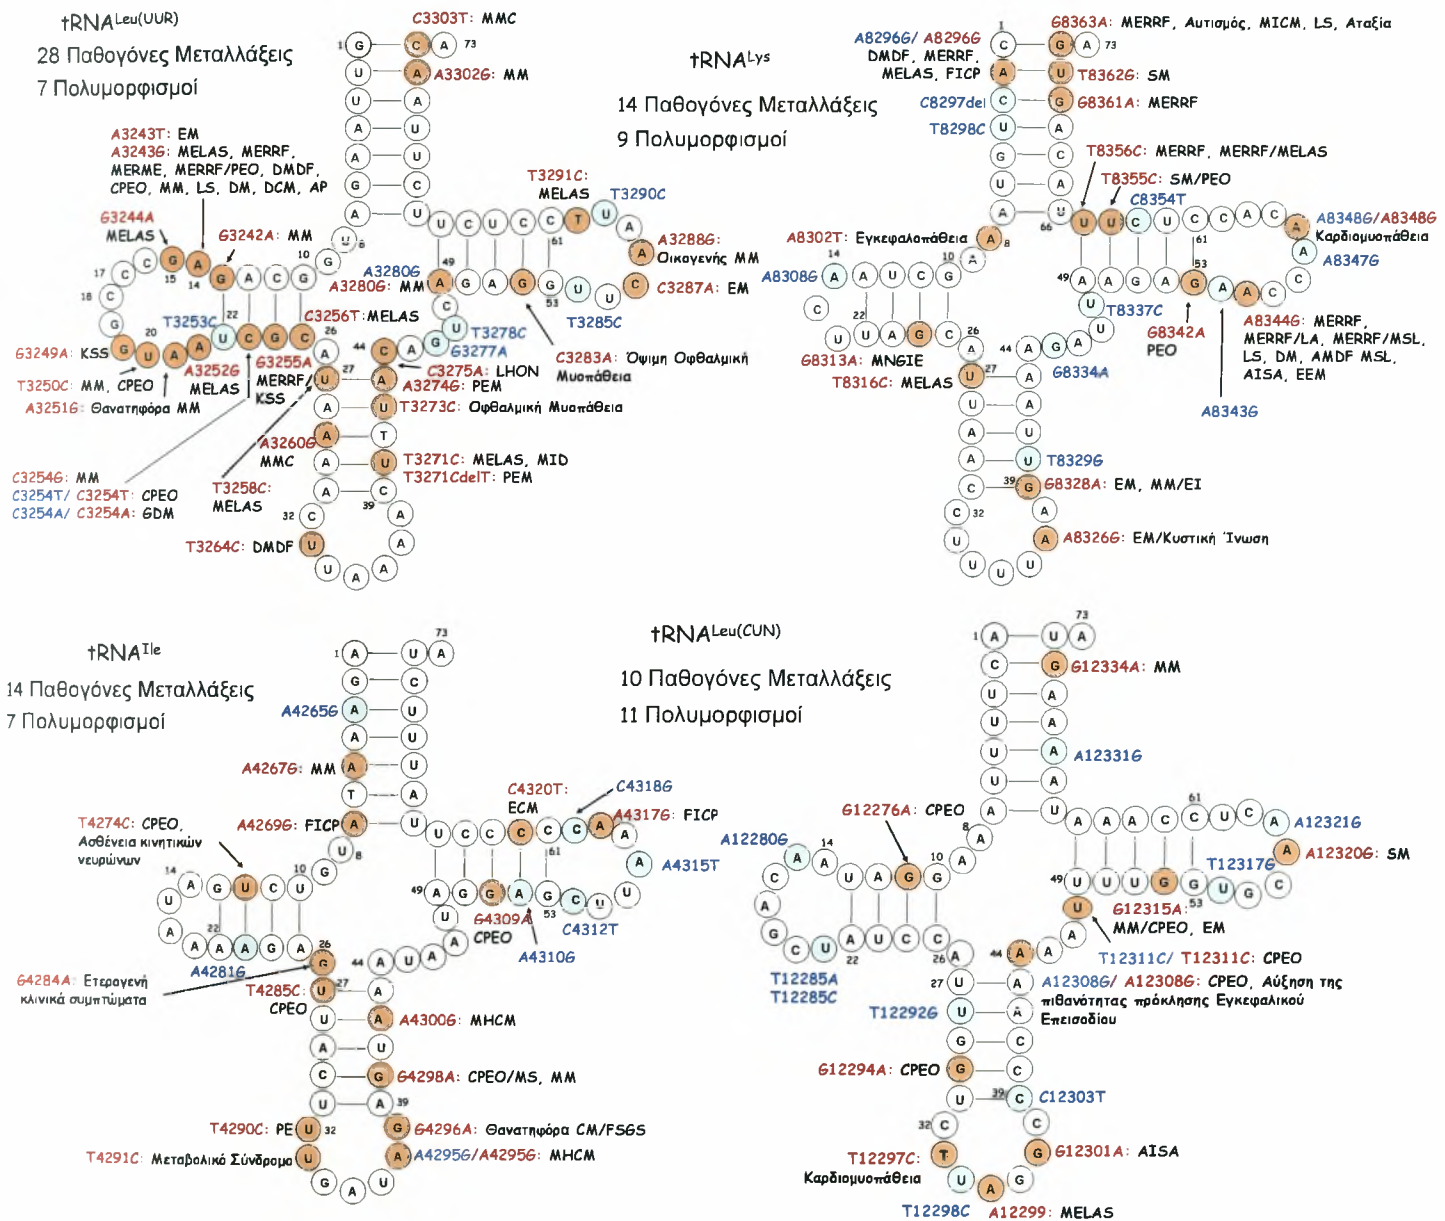 tRNALeu(UUR)
28 Παθογόνες Μεταλλάξεις
7 Πολυμορφισμοί
C3303T: MMC
A3302G: MM
A3243T: EM
A3243G: MELAS, MERRF,
MERME, MERRF/PEO, DMDF,
CPEO, MM, LS, DM, DCM, AP
G3244A
MELAS
G3242A: MM
T3291C:
MELAS
T3290C
A3288G:
Οικογενής MM
C3287A: EM
A3280G
A3280G: MM
T3285C
T3278C
G3277A
C3283A: Όψιμη Οφθαλμική
Μυοπάθεια
T3253C
C3256T: MELAS
G3249A: KSS
T3250C: MM, CPEO
A3251G: Θανατηφόρα MM
A3252G
MELAS
G3255A
MERRF/
KSS
C3275A: LHON
A3274G: PEM
T3273C: Οφθαλμική Μυοπάθεια
A3260G
MMC
T3271C: MELAS, MID
T3271CdelT: PEM
C3254G: MM
C3254T/ C3254T: CPEO
C3254A/ C3254A: GDM
T3258C:
MELAS
T3264C: DMDF
tRNALys
14 Παθογόνες Μεταλλάξεις
9 Πολυμορφισμοί
A8296G/ A8296G
DMDF, MERRF,
MELAS, FICP
C8297del
T8298C
G8363A: MERRF, Αυτισμός, MICM, LS, Αταξία
T8362G: SM
G8361A: MERRF
T8356C: MERRF, MERRF/MELAS
T8355C: SM/PEO
C8354T
A8348G/A8348G
Καρδιομυοπάθεια
A8347G
A8302T: Εγκεφαλοπάθεια
A8308G
T8337C
G8342A
PEO
A8344G: MERRF,
MERRF/LA, MERRF/MSL,
LS, DM, AMDF MSL,
AISA, EEM
A8343G
G8313A: MNGIE
T8316C: MELAS
G8334A
T8329G
G8328A: EM, MM/EI
A8326G: EM/Κυστική Ίνωση
tRNAIle
14 Παθογόνες Μεταλλάξεις
7 Πολυμορφισμοί
A4265G
A4267G: MM
A4269G: FICP
T4274C: CPEO,
Ασθένεια κινητικών
νευρώνων
C4320T:
ECM
C4318G
A4317G: FICP
A4315T
C4312T
G4309A
CPEO
A4310G
A4281G
G4284A: Ετερογενή
κλινικά συμπτώματα
T4285C:
CPEO
A4300G: MHCM
G4298A: CPEO/MS, MM
G4296A: Θανατηφόρα CM/FSGS
A4295G/A4295G: MHCM
T4290C: PE
T4291C: Μεταβολικό Σύνδρομο
tRNALeu(CUN)
10 Παθογόνες Μεταλλάξεις
11 Πολυμορφισμοί
G12334A: MM
A12331G
G12276A: CPEO
A12280G
A12321G
A12320G: SM
T12317G
G12315A:
MM/CPEO, EM
T12311C/ T12311C: CPEO
A12308G/ A12308G: CPEO, Αύξηση της
πιθανότητας πρόκλησης Εγκεφαλικού
Επεισοδίου
T12285A
T12285C
T12292G
G12294A: CPEO
C12303T
G12301A: AISA
T12297C:
Καρδιομυοπάθεια
T12298C
A12299: MELAS